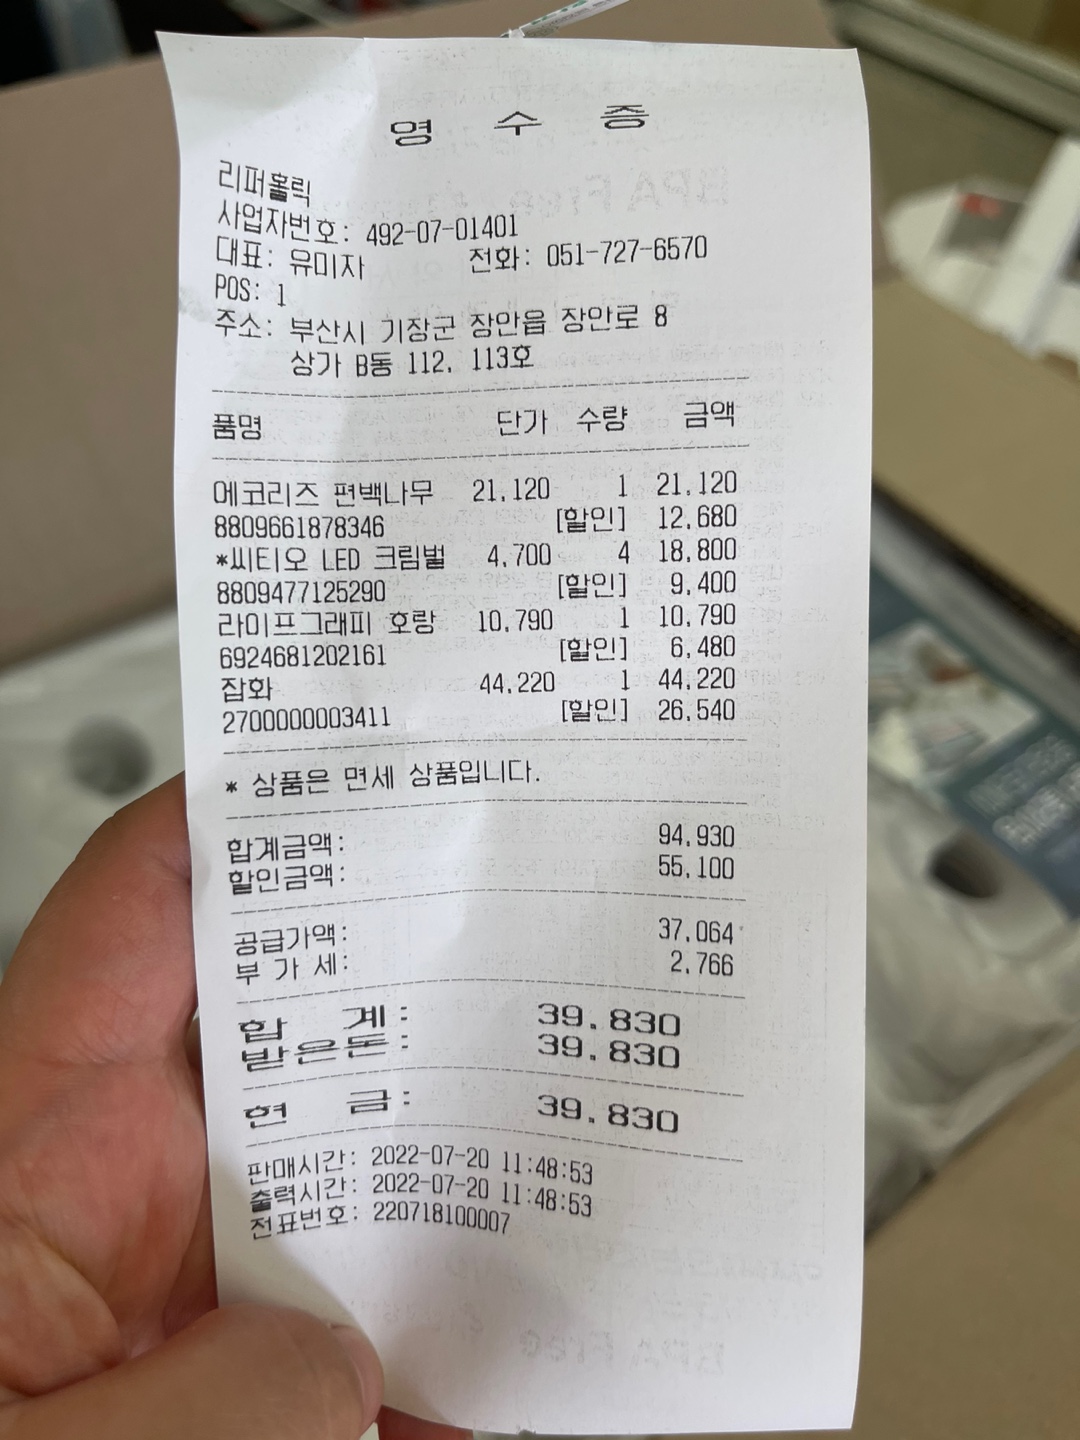 영 수 증
리퍼홀릭
사업자번호: 492-07-01401
대표: 유미자 전화: 051-727-6570
POS: 1
주소: 부산시 기장군 장안읍 장안로 8
상가 B동 112, 113호
품명 단가 수량 금액
에코리즈 편백나무 21,120 1 21,120
8809661878346 [할인] 12,680
*씨티오 LED 크림벌 4,700 4 18,800
8809477125290 [할인] 9,400
라이프그래피 호랑 10,790 1 10,790
6924681202161 [할인] 6,480
잡화 44,220 1 44,220
2700000003411 [할인] 26,540
* 상품은 면세 상품입니다.
합계금액: 94,930
할인금액: 55,100
공급가액: 37,064
부 가 세: 2,766
합 계: 39,830
받은돈: 39,830
현 금: 39,830
판매시간: 2022-07-20 11:48:53
출력시간: 2022-07-20 11:48:53
전표번호: 220718100007